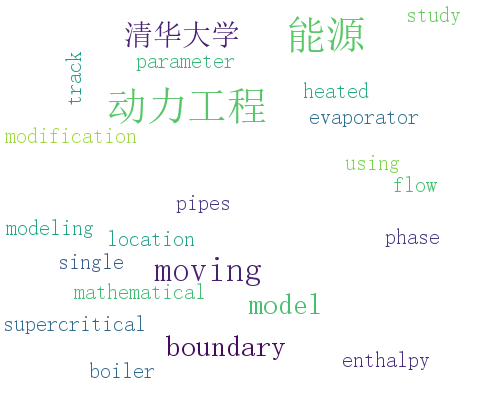 study
清华大学
能源
parameter
track
heated
动力工程
evaporator
modification
using
flow
pipes
modeling
location
phase
single
moving
mathematical
model
supercritical
boundary
enthalpy
boiler